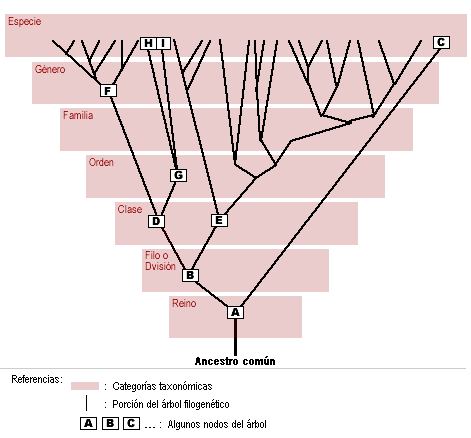 Especie
H I
C
Género
F
Familia
Orden
G
Clase
D
E
Filo o
Dvisión
B
Reino
A
Ancestro común
Referencias:
: Categorías taxonómicas
: Porción del árbol filogenético
A B C ... : Algunos nodos del árbol